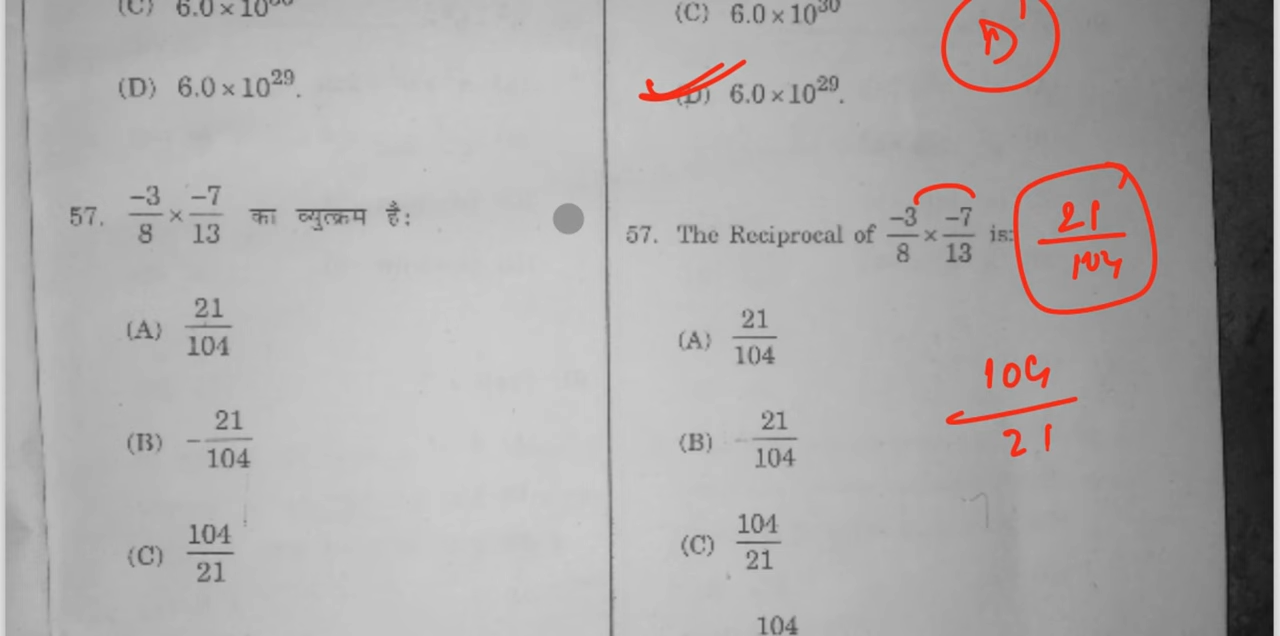 (C) 6.0×10
(D) 6.0×10²⁹.
57. -3/8 × -7/13 का व्युत्क्रम है:
(A) 21/104
(B) -21/104
(C) 104/21
(C) 6.0×10³⁰
(D) 6.0×10²⁹.
D
57. The Reciprocal of -3/8 × -7/13 is:
21/104
(A) 21/104
104/21
(B) -21/104
(C) 104/21
104